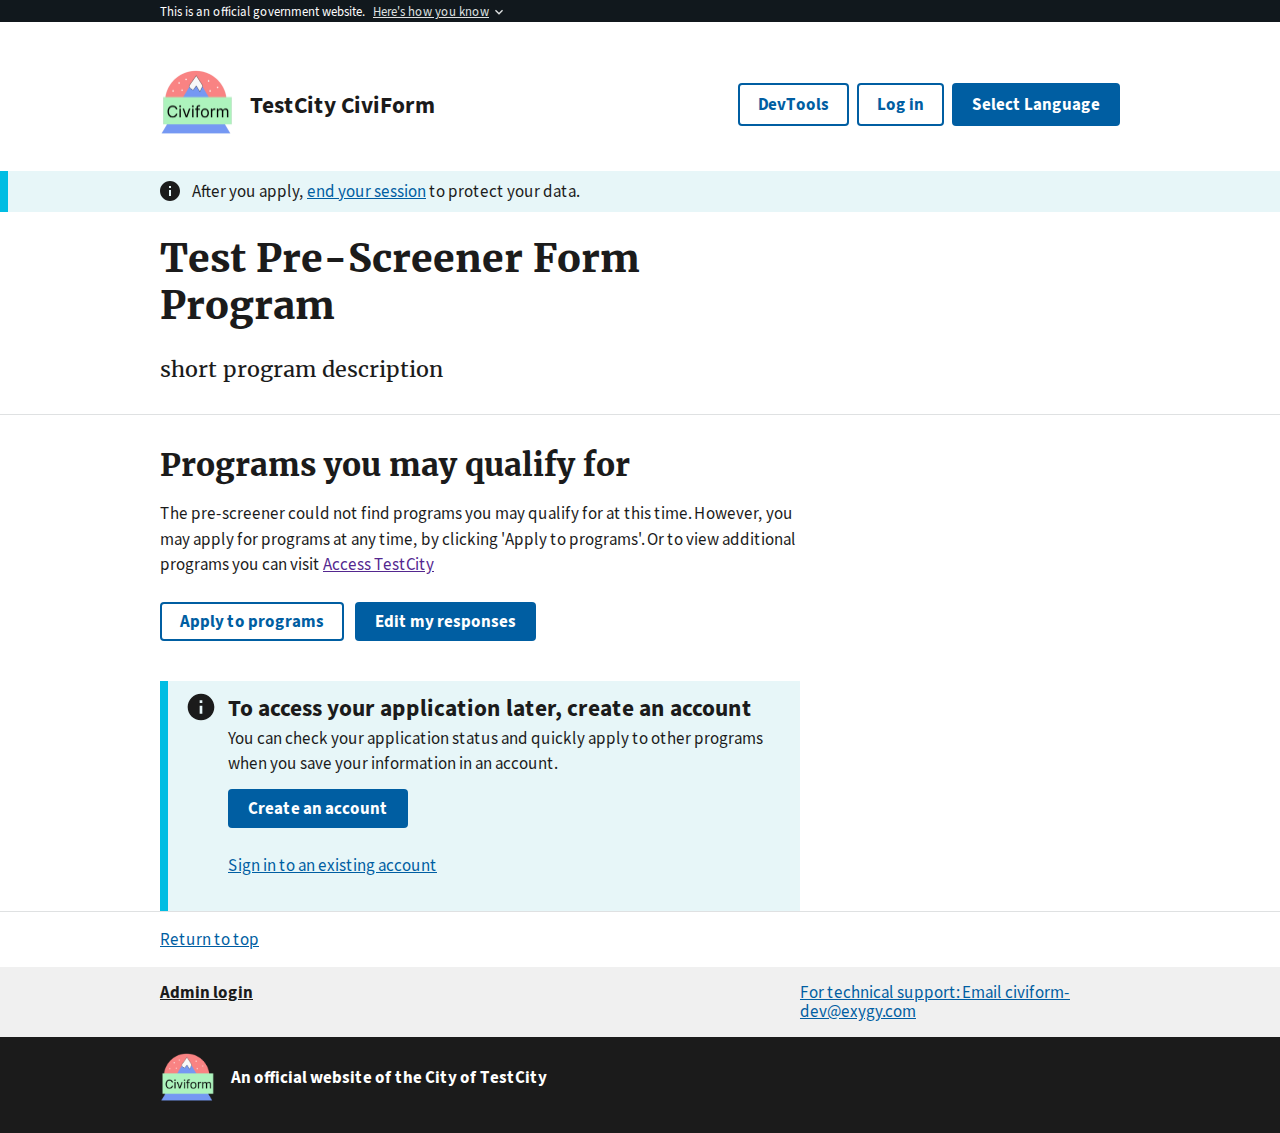 This is an official government website. Here's how you know
Civiform
TestCity CiviForm
DevTools
Log in
Select Language
After you apply, end your session to protect your data.
Test Pre-Screener Form
Program
short program description
Programs you may qualify for
The pre-screener could not find programs you may qualify for at this time. However, you
may apply for programs at any time, by clicking 'Apply to programs'. Or to view additional
programs you can visit Access TestCity
Apply to programs
Edit my responses
To access your application later, create an account
You can check your application status and quickly apply to other programs
when you save your information in an account.
Create an account
Sign in to an existing account
Return to top
Admin login
For technical support: Email civiform-
dev@exygy.com
Civiform
An official website of the City of TestCity